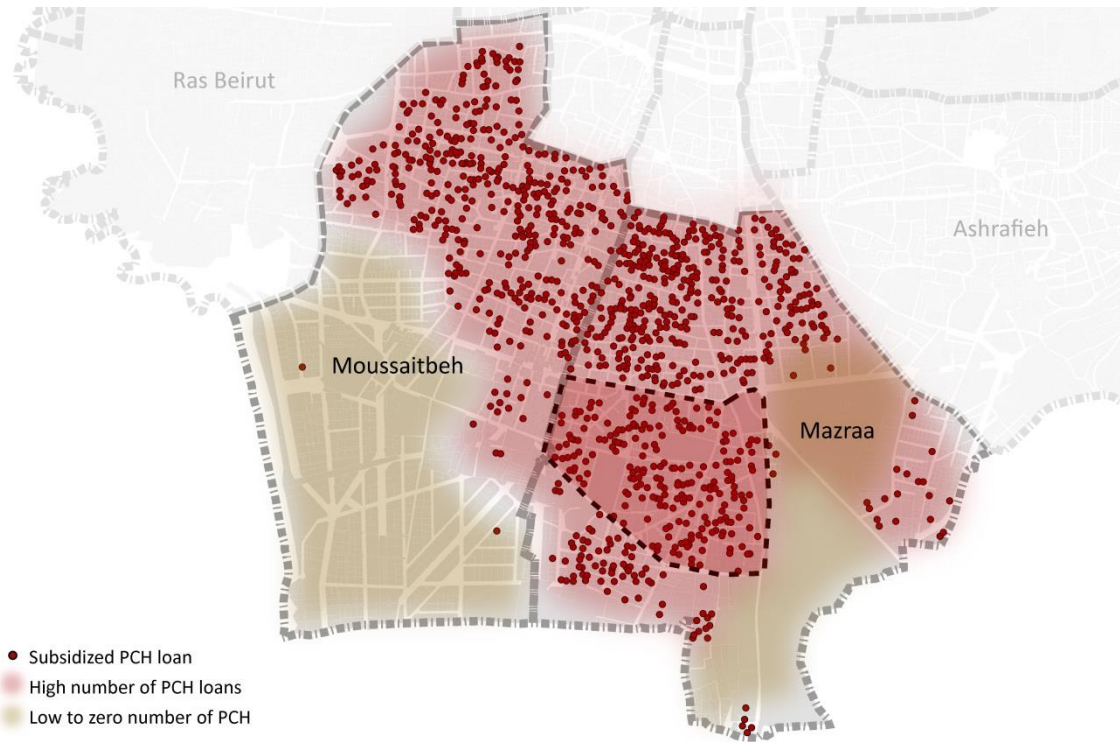 Ras Beirut
Ashrafieh
Moussaitbeh
Mazraa
Subsidized PCH loan
High number of PCH loans
Low to zero number of PCH